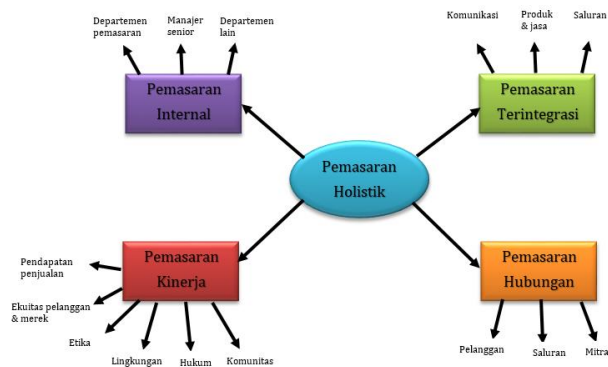 Departemen
pemasaran
Manajer
senior
Departemen
lain
Pemasaran
Internal
Komunikasi
Produk
& jasa
Saluran
Pemasaran
Terintegrasi
Pemasaran
Holistik
Pemasaran
Kinerja
Pendapatan
penjualan
Ekuitas pelanggan
& merek
Etika
Lingkungan
Hukum
Komunitas
Pemasaran
Hubungan
Pelanggan
Saluran
Mitra